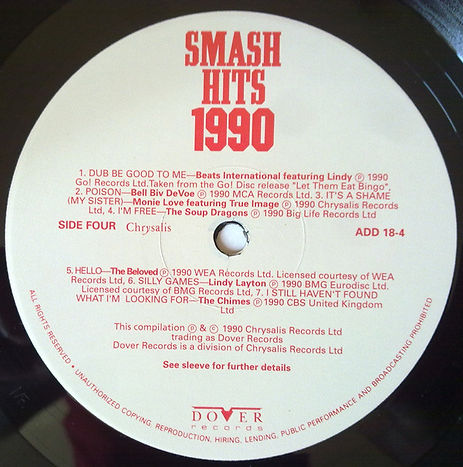 SMASH
HITS
1990
1. DUB BE GOOD TO ME—Beats International featuring Lindy ℗ 1990
Go! Records Ltd.Taken from the Go! Disc release "Let Them Eat Bingo",
2. POISON—Bell Biv DeVoe ℗ 1990 MCA Records Ltd. 3. IT'S A SHAME
(MY SISTER)—Monie Love featuring True Image ℗ 1990 Chrysalis Records
Ltd, 4. I'M FREE—The Soup Dragons ℗ 1990 Big Life Records Ltd
SIDE FOUR Chrysalis ADD 18-4
5. HELLO—The Beloved ℗ 1990 WEA Records Ltd. Licensed courtesy of WEA
Records Ltd, 6. SILLY GAMES—Lindy Layton ℗ 1990 BMG Eurodisc Ltd.
Licensed courtesy of BMG Records Ltd, 7. I STILL HAVEN'T FOUND
WHAT I'M LOOKING FOR—The Chimes ℗ 1990 CBS United Kingdom
Ltd
This compilation ℗ & © 1990 Chrysalis Records Ltd
trading as Dover Records
Dover Records is a division of Chrysalis Records Ltd
See sleeve for further details
DOVER
records
ALL RIGHTS RESERVED • UNAUTHORIZED COPYING, REPRODUCTION, HIRING, LENDING, PUBLIC PERFORMANCE AND BROADCASTING PROHIBITED